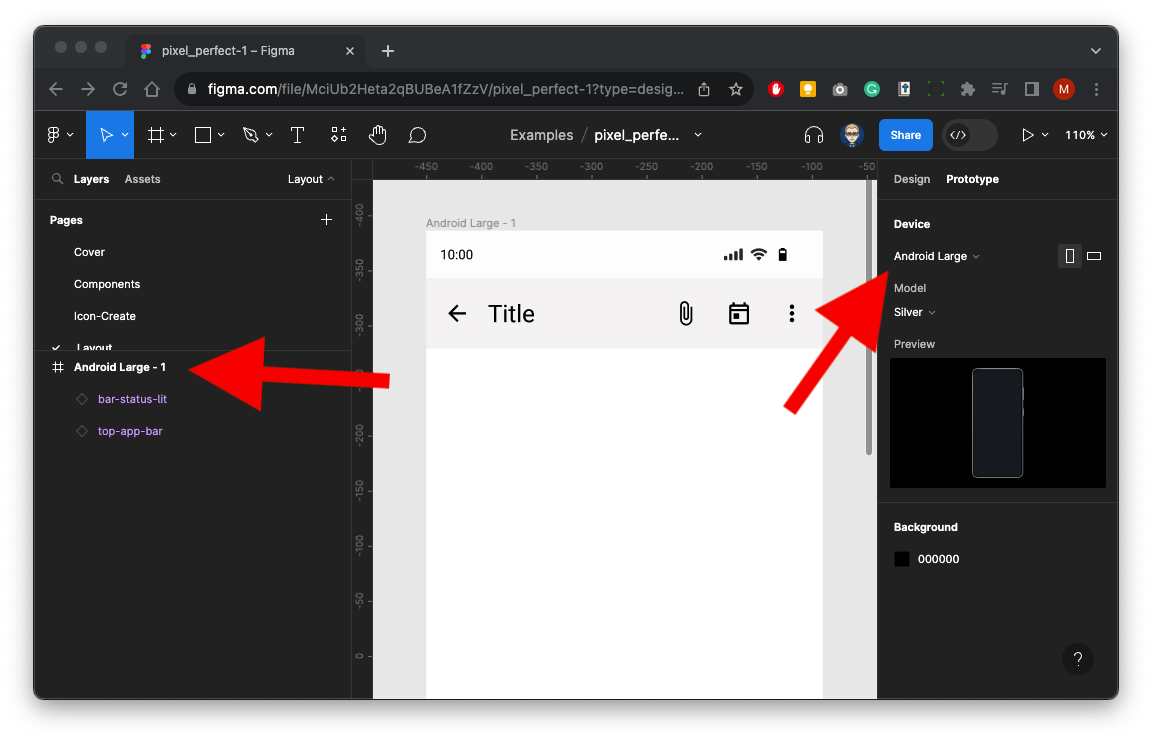 pixel_perfect-1 – Figma
figma.com/file/MciUb2Heta2qBUBeA1fZzV/pixel_perfect-1?type=desig...
M
Examples / pixel_perfe...
Share
110%
Layers Assets Layout
Design Prototype
-450 -400 -350 -300 -250 -200 -150 -100 -50
Pages
Cover
Components
Icon-Create
Layout
Android Large - 1
bar-status-lit
top-app-bar
-400
-350
-300
-200
-150
-100
-50
0
Android Large - 1
10:00
Title
Device
Android Large
Model
Silver
Preview
Background
000000
?